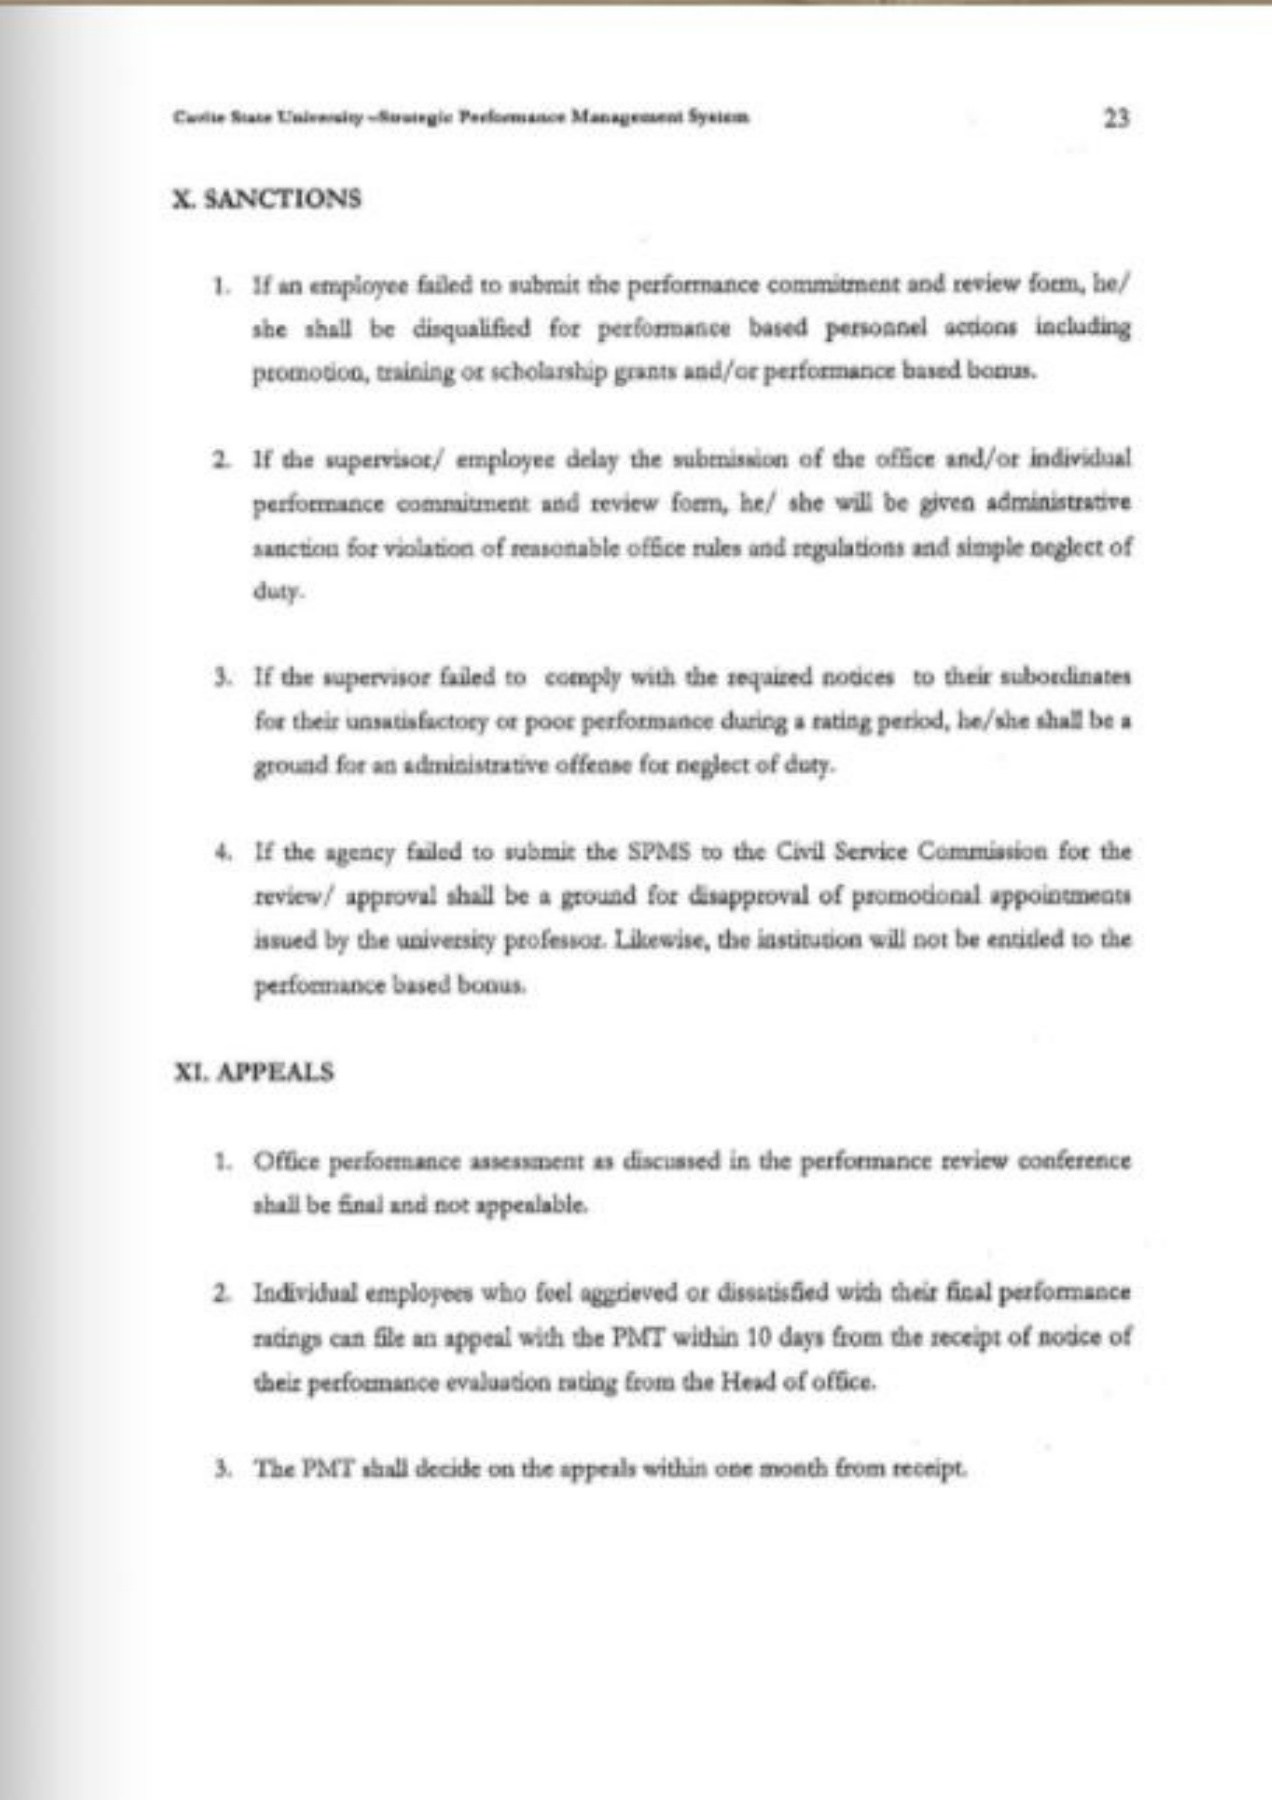 Cavite State University –Strategic Performance Management System 23
X. SANCTIONS
1. If an employee failed to submit the performance commitment and review form, he/
she shall be disqualified for performance based personnel actions including
promotion, training or scholarship grants and/or performance based bonus.
2. If the supervisor/ employee delay the submission of the office and/or individual
performance commitment and review form, he/ she will be given administrative
sanction for violation of reasonable office rules and regulations and simple neglect of
duty.
3. If the supervisor failed to comply with the required notices to their subordinates
for their unsatisfactory or poor performance during a rating period, he/she shall be a
ground for an administrative offense for neglect of duty.
4. If the agency failed to submit the SPMS to the Civil Service Commission for the
review/ approval shall be a ground for disapproval of promotional appointments
issued by the university professor. Likewise, the institution will not be entitled to the
performance based bonus.
XI. APPEALS
1. Office performance assessment as discussed in the performance review conference
shall be final and not appealable.
2. Individual employees who feel aggrieved or dissatisfied with their final performance
ratings can file an appeal with the PMT within 10 days from the receipt of notice of
their performance evaluation rating from the Head of office.
3. The PMT shall decide on the appeals within one month from receipt.